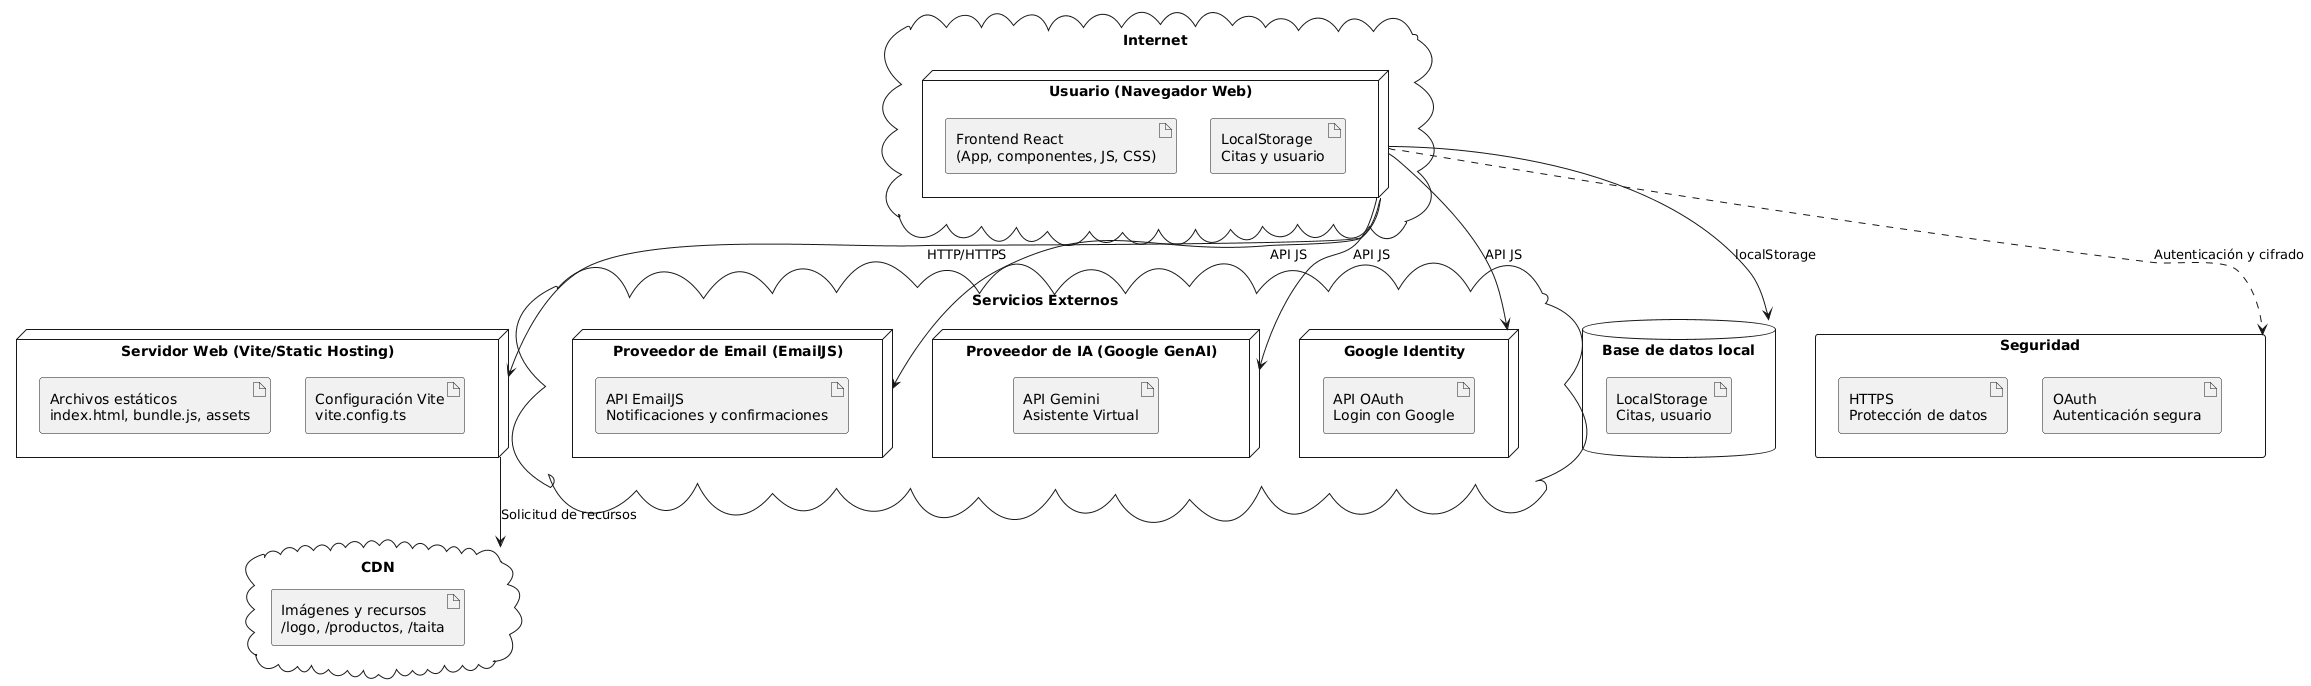 Internet
Usuario (Navegador Web)
Frontend React
(App, componentes, JS, CSS)
LocalStorage
Citas y usuario
HTTP/HTTPS
API JS
API JS
API JS
localStorage
Autenticación y cifrado
Servicios Externos
Servidor Web (Vite/Static Hosting)
Archivos estáticos
index.html, bundle.js, assets
Configuración Vite
vite.config.ts
Proveedor de Email (EmailJS)
API EmailJS
Notificaciones y confirmaciones
Proveedor de IA (Google GenAI)
API Gemini
Asistente Virtual
Google Identity
API OAuth
Login con Google
Base de datos local
LocalStorage
Citas, usuario
Seguridad
HTTPS
Protección de datos
OAuth
Autenticación segura
Solicitud de recursos
CDN
Imágenes y recursos
/logo, /productos, /taita